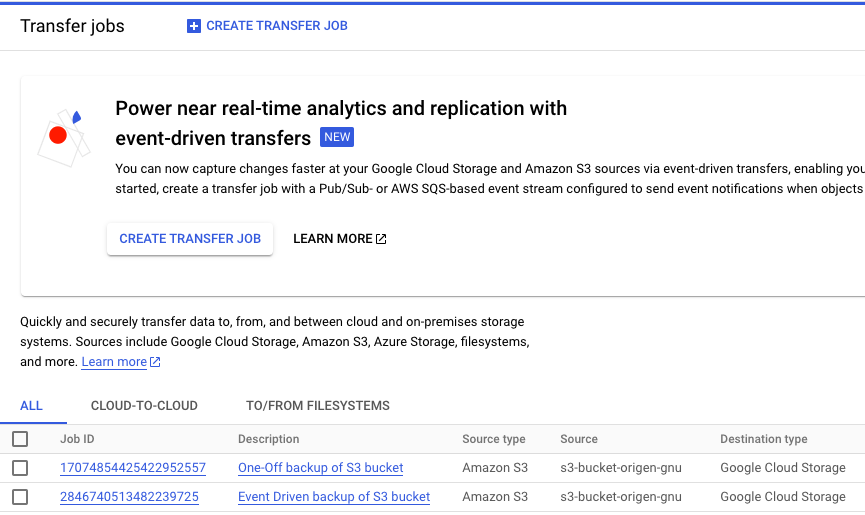 Transfer jobs CREATE TRANSFER JOB
Power near real-time analytics and replication with
event-driven transfers NEW
You can now capture changes faster at your Google Cloud Storage and Amazon S3 sources via event-driven transfers, enabling you
started, create a transfer job with a Pub/Sub- or AWS SQS-based event stream configured to send event notifications when objects
CREATE TRANSFER JOB LEARN MORE
Quickly and securely transfer data to, from, and between cloud and on-premises storage
systems. Sources include Google Cloud Storage, Amazon S3, Azure Storage, filesystems,
and more. Learn more
ALL CLOUD-TO-CLOUD TO/FROM FILESYSTEMS
Job ID Description Source type Source Destination type
17074854425422952557 One-Off backup of S3 bucket Amazon S3 s3-bucket-origen-gnu Google Cloud Storage
2846740513482239725 Event Driven backup of S3 bucket Amazon S3 s3-bucket-origen-gnu Google Cloud Storage